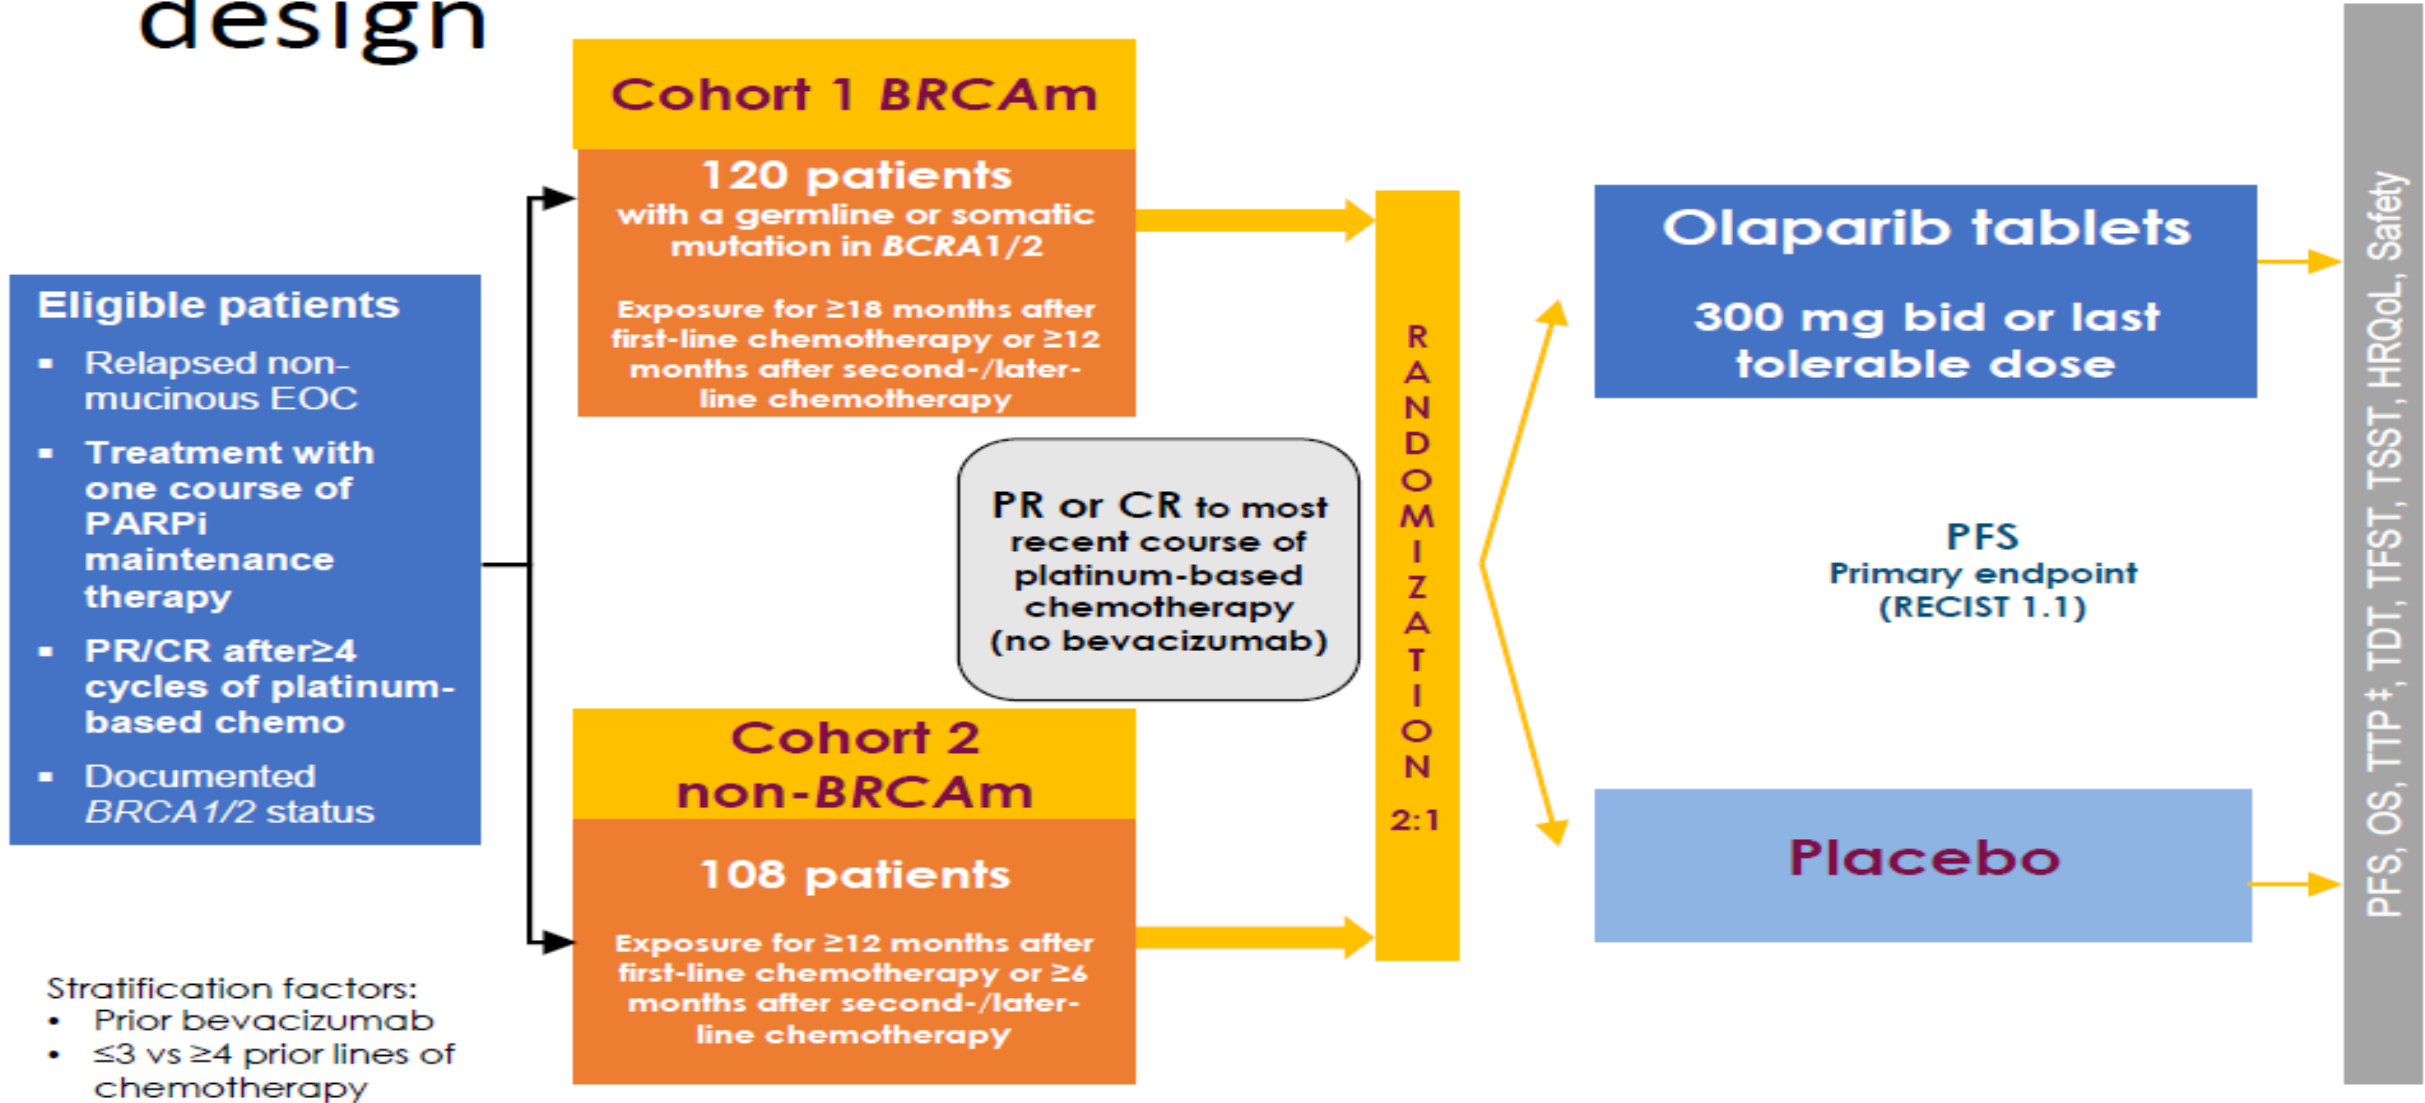 design
Eligible patients
▪ Relapsed non-
mucinous EOC
▪ Treatment with
one course of
PARPi
maintenance
therapy
▪ PR/CR after≥4
cycles of platinum-
based chemo
▪ Documented
BRCA1/2 status
Stratification factors:
• Prior bevacizumab
• ≤3 vs ≥4 prior lines of
chemotherapy
Cohort 1 BRCAm
120 patients
with a germline or somatic
mutation in BCRA1/2
Exposure for ≥18 months after
first-line chemotherapy or ≥12
months after second-/later-
line chemotherapy
Cohort 2
non-BRCAm
108 patients
Exposure for ≥12 months after
first-line chemotherapy or ≥6
months after second-/later-
line chemotherapy
PR or CR to most
recent course of
platinum-based
chemotherapy
(no bevacizumab)
RANDOMIZATION
2:1
Olaparib tablets
300 mg bid or last
tolerable dose
PFS
Primary endpoint
(RECIST 1.1)
Placebo
PFS, OS, TTP‡, TDT, TFST, TSST, HRQoL, Safety